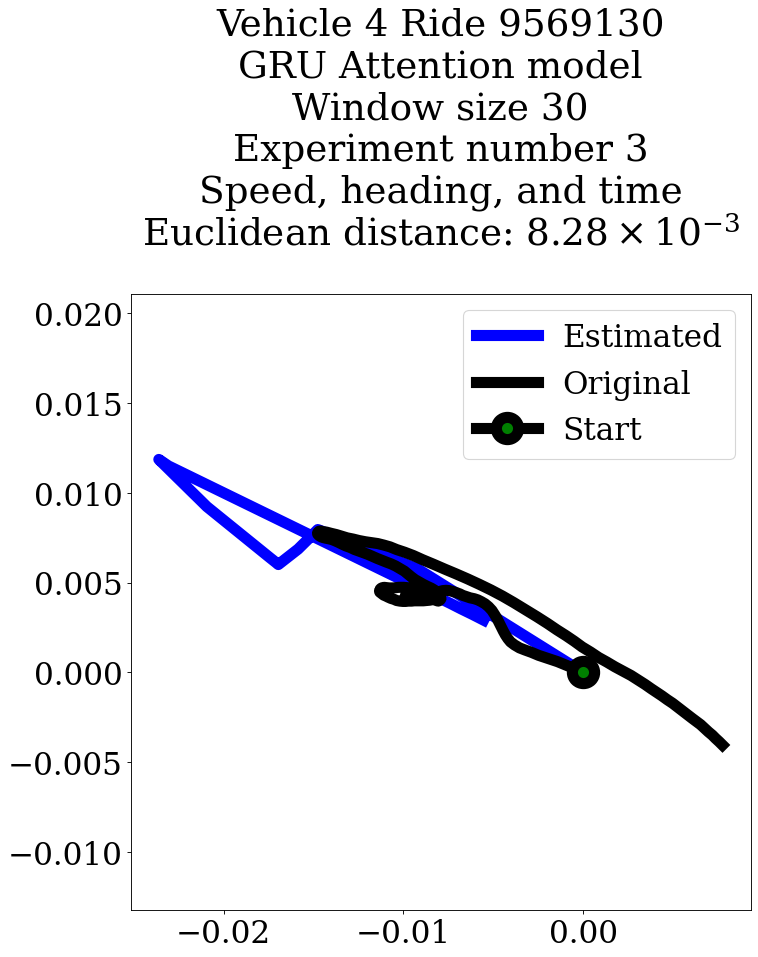 Vehicle 4 Ride 9569130
GRU Attention model
Window size 30
Experiment number 3
Speed, heading, and time
Euclidean distance: 8.28 × 10⁻³
Estimated
Original
Start
0.020
0.015
0.010
0.005
0.000
−0.005
−0.010
−0.02 −0.01 0.00